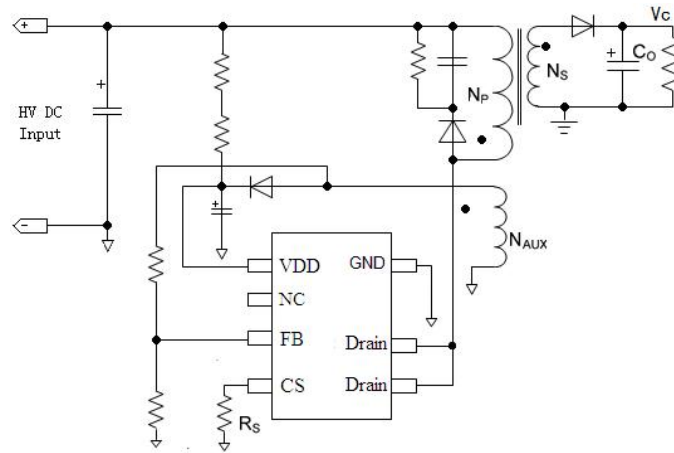 +
Vc
+
Co
NS
NP
+
HV DC
Input
+
-
NAUX
VDD
GND
NC
FB
Drain
CS
Drain
RS